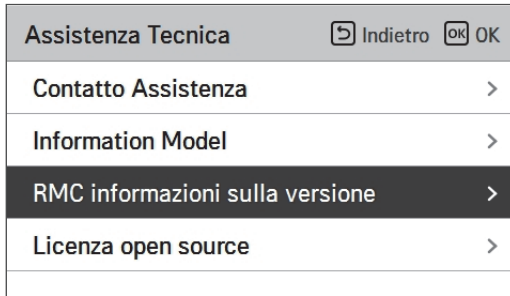 Assistenza Tecnica Indietro OK OK
Contatto Assistenza
Information Model
RMC informazioni sulla versione
Licenza open source